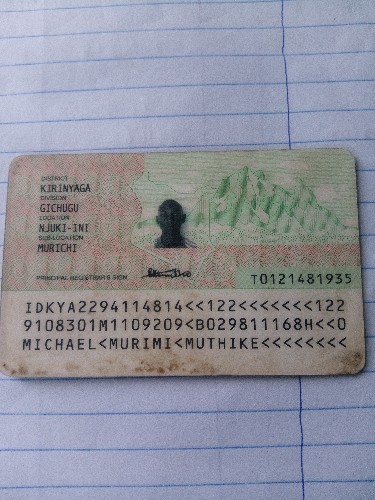 DISTRICT
KIRINYAGA
DIVISION
GICHUGU
LOCATION
NJUKI-INI
SUB-LOCATION
MURICHI
PRINCIPAL REGISTRAR'S SIGN
T0121481935
IDKYA2294114814<<122<<<<<<<122
9108301M1109209<B029811168H<<0
MICHAEL<MURIMI<MUTHIKE<<<<<<<<